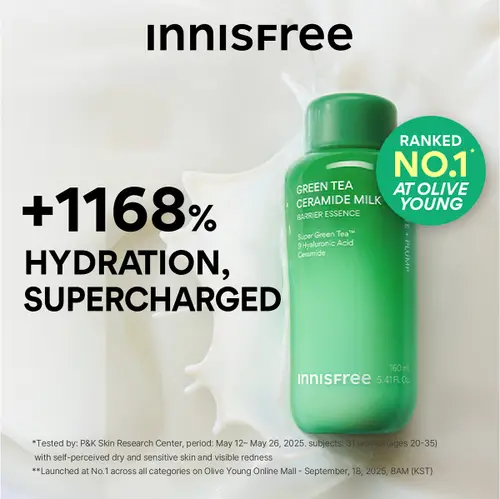 innisfree
RANKED
NO.1*
AT OLIVE
YOUNG
GREEN TEA
CERAMIDE MILK
BARRIER ESSENCE
Super Green Tea™
Ceramide
+1168%
HYDRATION,
SUPERCHARGED
innisfree
160 mL
5.41 FL.OZ.
*Tested by: P&K Skin Research Center, period: May 12– May 26, 2025. subjects: (ages 20-35)
with self-perceived dry and sensitive skin and visible redness
**Launched at No.1 across all categories on Olive Young Online Mall - September, 18, 2025, 8AM (KST)